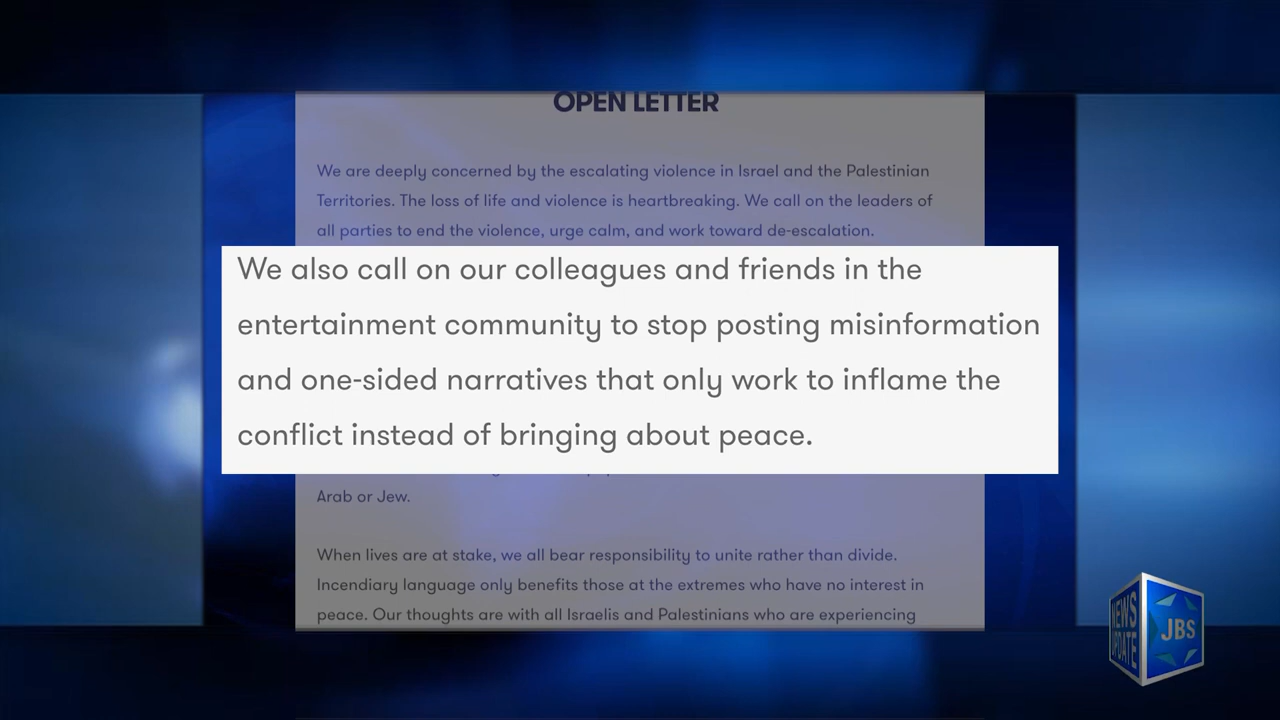 OPEN LETTER
We are deeply concerned by the escalating violence in Israel and the Palestinian
Territories. The loss of life and violence is heartbreaking. We call on the leaders of
all parties to end the violence, urge calm, and work toward de-escalation.
We also call on our colleagues and friends in the
entertainment community to stop posting misinformation
and one-sided narratives that only work to inflame the
conflict instead of bringing about peace.
Arab or Jew.
When lives are at stake, we all bear responsibility to unite rather than divide.
Incendiary language only benefits those at the extremes who have no interest in
peace. Our thoughts are with all Israelis and Palestinians who are experiencing
NEWS
UPDATE
JBS